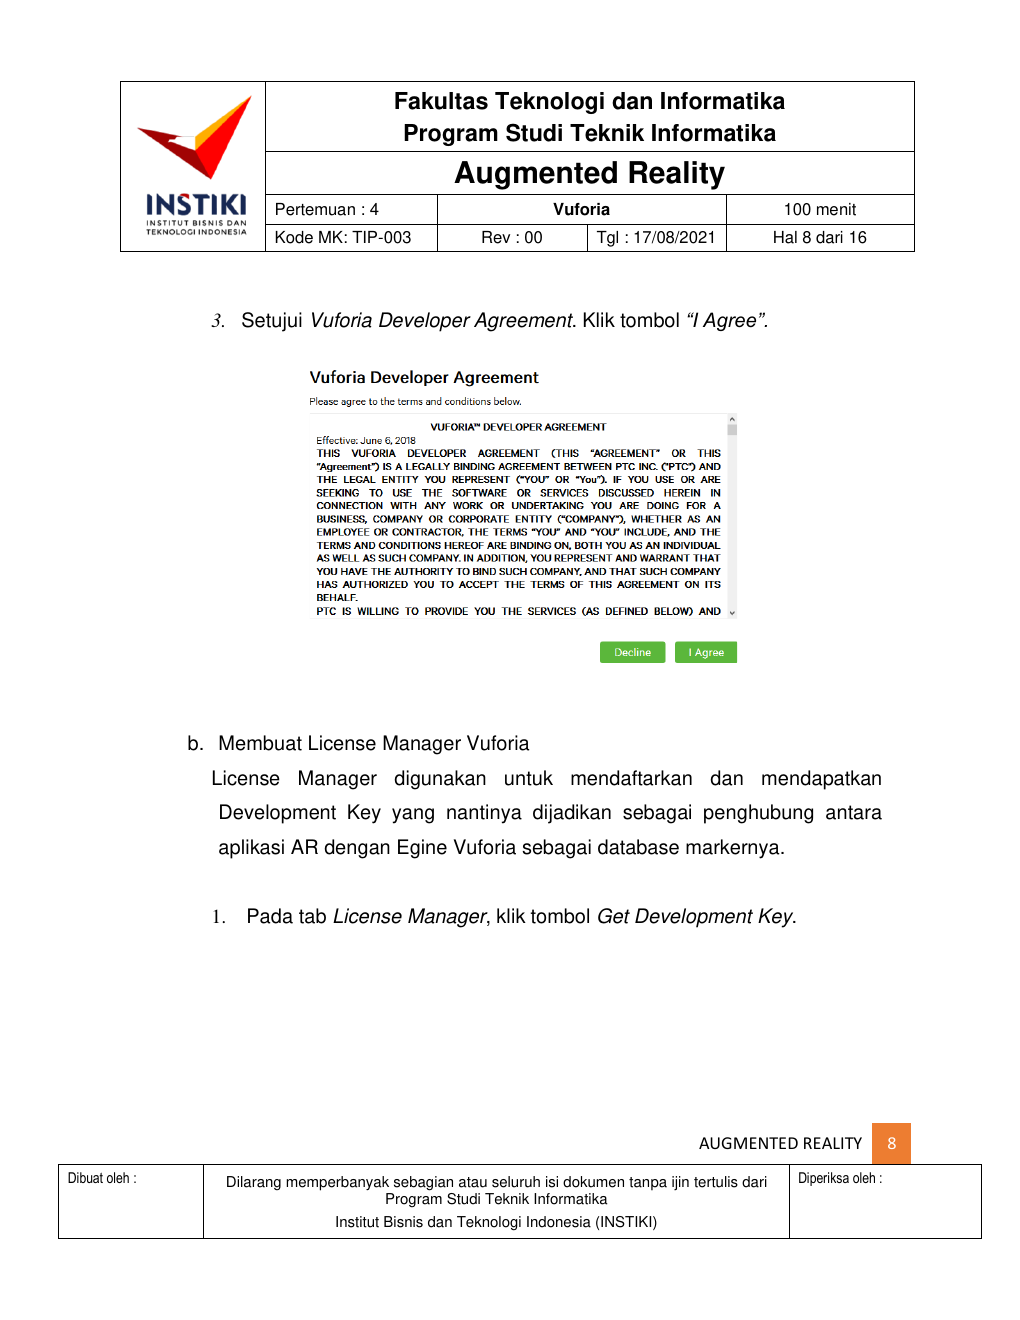 INSTIKI
INSTITUT BISNIS DAN
TEKNOLOGI INDONESIA
Fakultas Teknologi dan Informatika
Program Studi Teknik Informatika
Augmented Reality
Pertemuan : 4
Vuforia
100 menit
Kode MK: TIP-003
Rev : 00
Tgl : 17/08/2021
Hal 8 dari 16
3. Setujui Vuforia Developer Agreement. Klik tombol “I Agree”.
Vuforia Developer Agreement
Please agree to the terms and conditions below.
VUFORIA™ DEVELOPER AGREEMENT
Effective: June 6, 2018
THIS VUFORIA DEVELOPER AGREEMENT (THIS “AGREEMENT” OR THIS
“Agreement”) IS A LEGALLY BINDING AGREEMENT BETWEEN PTC INC. (“PTC”) AND
THE LEGAL ENTITY YOU REPRESENT (“YOU” OR “You”). IF YOU USE OR ARE
SEEKING TO USE THE SOFTWARE OR SERVICES DISCUSSED HEREIN IN
CONNECTION WITH ANY WORK OR UNDERTAKING YOU ARE DOING FOR A
BUSINESS, COMPANY OR CORPORATE ENTITY (“COMPANY”), WHETHER AS AN
EMPLOYEE OR CONTRACTOR, THE TERMS “YOU” AND “YOU” INCLUDE, AND THE
TERMS AND CONDITIONS HEREOF ARE BINDING ON, BOTH YOU AS AN INDIVIDUAL
AS WELL AS SUCH COMPANY. IN ADDITION, YOU REPRESENT AND WARRANT THAT
YOU HAVE THE AUTHORITY TO BIND SUCH COMPANY, AND THAT SUCH COMPANY
HAS AUTHORIZED YOU TO ACCEPT THE TERMS OF THIS AGREEMENT ON ITS
BEHALF.
PTC IS WILLING TO PROVIDE YOU THE SERVICES (AS DEFINED BELOW) AND
Decline
I Agree
b. Membuat License Manager Vuforia
License Manager digunakan untuk mendaftarkan dan mendapatkan
Development Key yang nantinya dijadikan sebagai penghubung antara
aplikasi AR dengan Egine Vuforia sebagai database markernya.
1. Pada tab License Manager, klik tombol Get Development Key.
AUGMENTED REALITY 8
Dibuat oleh :
Dilarang memperbanyak sebagian atau seluruh isi dokumen tanpa ijin tertulis dari
Program Studi Teknik Informatika
Institut Bisnis dan Teknologi Indonesia (INSTIKI)
Diperiksa oleh :